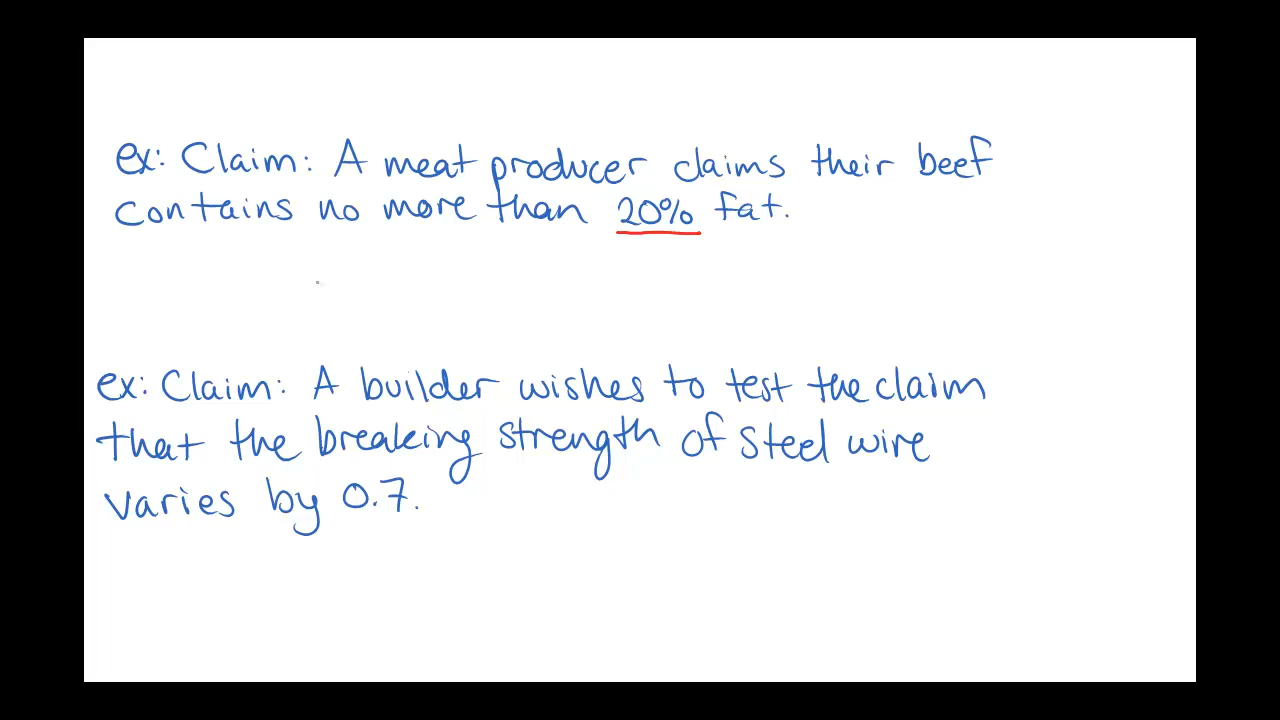 ex: Claim: A meat producer claims their beef
contains no more than 20% fat.
ex: Claim: A builder wishes to test the claim
that the breaking strength of steel wire
varies by 0.7.